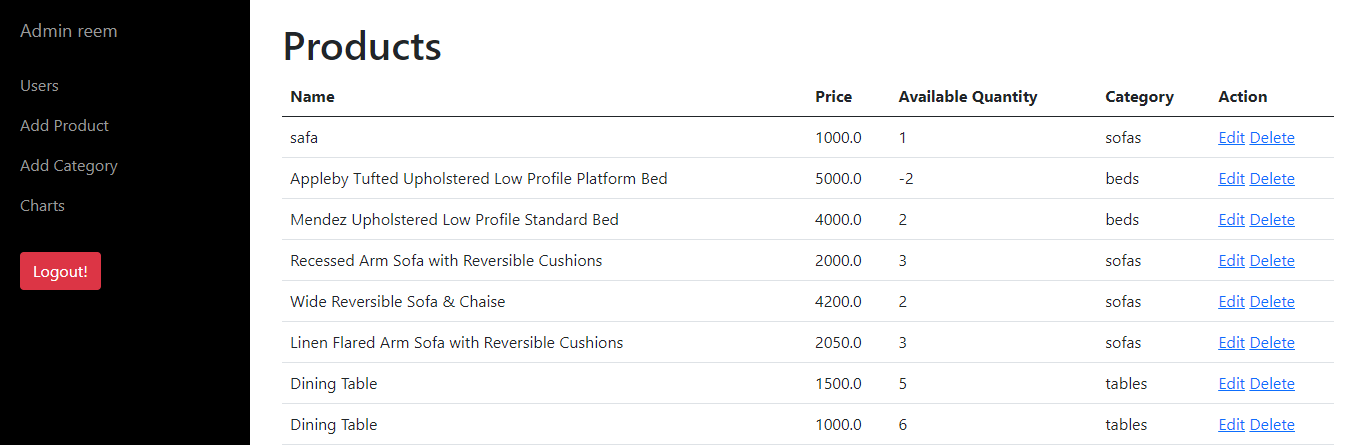 Admin reem
Users
Add Product
Add Category
Charts
Logout!
Products
Name Price Available Quantity Category Action
safa 1000.0 1 sofas Edit Delete
Appleby Tufted Upholstered Low Profile Platform Bed 5000.0 -2 beds Edit Delete
Mendez Upholstered Low Profile Standard Bed 4000.0 2 beds Edit Delete
Recessed Arm Sofa with Reversible Cushions 2000.0 3 sofas Edit Delete
Wide Reversible Sofa & Chaise 4200.0 2 sofas Edit Delete
Linen Flared Arm Sofa with Reversible Cushions 2050.0 3 sofas Edit Delete
Dining Table 1500.0 5 tables Edit Delete
Dining Table 1000.0 6 tables Edit Delete